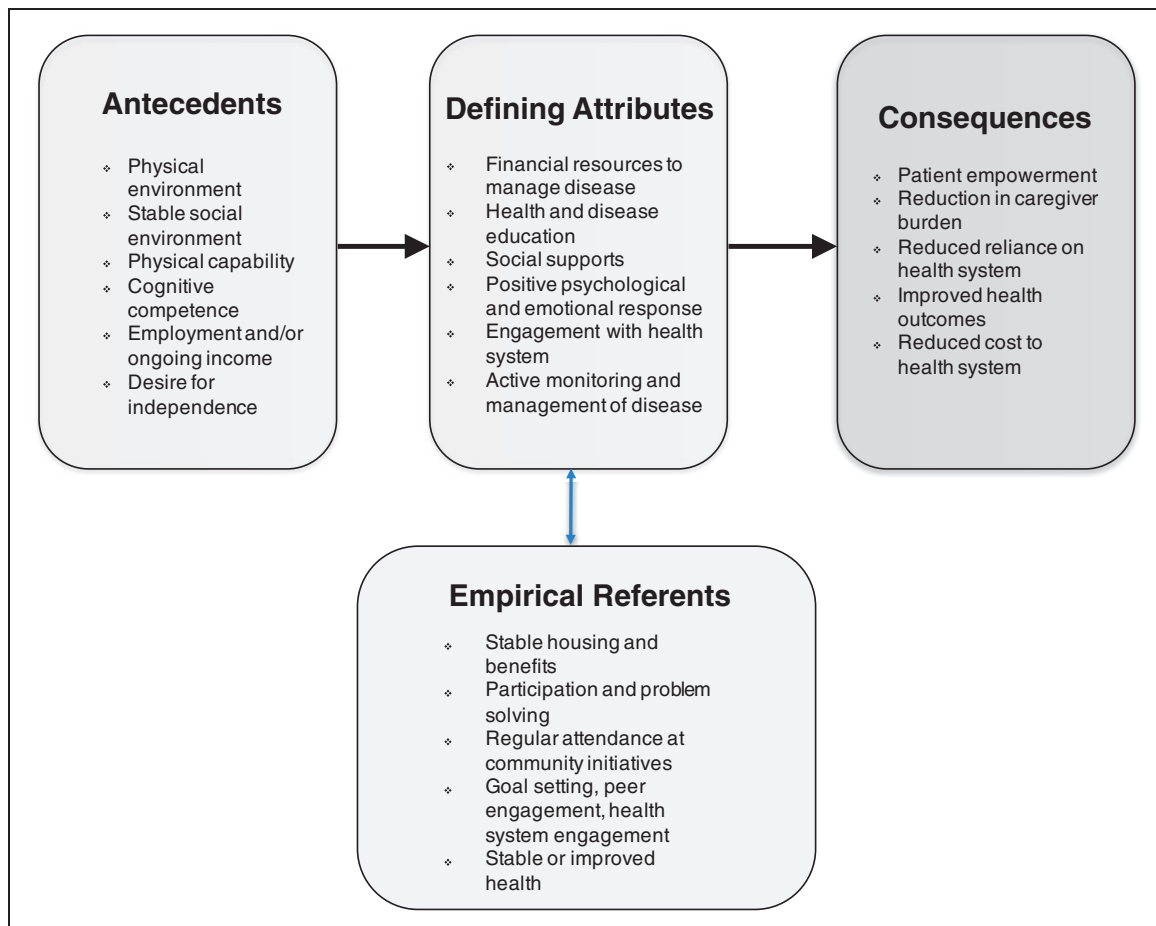 Antecedents
❖ Physical
environment
❖ Stable social
environment
❖ Physical capability
❖ Cognitive
competence
❖ Employment and/or
ongoing income
❖ Desire for
independence
Defining Attributes
❖ Financial resources to
manage disease
❖ Health and disease
education
❖ Social supports
❖ Positive psychological
and emotional response
❖ Engagement with health
system
❖ Active monitoring and
management of disease
Consequences
❖ Patient empowerment
❖ Reduction in caregiver
burden
❖ Reduced reliance on
health system
❖ Improved health
outcomes
❖ Reduced cost to
health system
Empirical Referents
❖ Stable housing and
benefits
❖ Participation and problem
solving
❖ Regular attendance at
community initiatives
❖ Goal setting, peer
engagement, health
system engagement
❖ Stable or improved
health